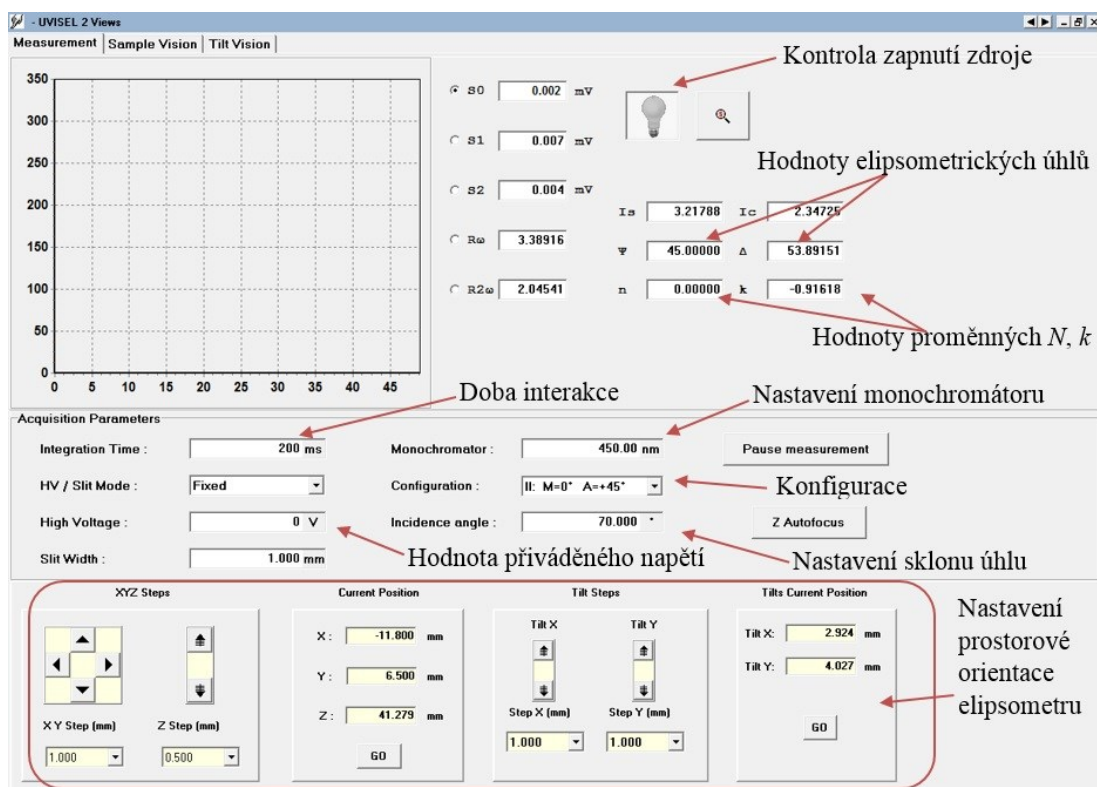 - UVISEL 2 Views
Measurement Sample Vision Tilt Vision
Kontrola zapnutí zdroje
350
300
250
200
150
100
50
0
0 5 10 15 20 25 30 35 40 45
S0 0.002 mV
S1 0.007 mV
S2 0.004 mV
Rω 3.38916
R2ω 2.04541
Hodnoty elipsometrických úhlů
Is 3.21788 Ic 2.34725
Ψ 45.00000 Δ 53.89151
n 0.00000 k -0.91618
Hodnoty proměnných N, k
Doba interakce
Nastavení monochromátoru
Acquisition Parameters
Integration Time : 200 ms
Monochromator : 450.00 nm
Pause measurement
HV / Slit Mode : Fixed
Configuration : II: M=0° A=+45°
Konfigurace
High Voltage : 0 V
Incidence angle : 70.000 °
Z Autofocus
Slit Width : 1.000 mm
Hodnota přiváděného napětí
Nastavení sklonu úhlu
XYZ Steps
X Y Step (mm) Z Step (mm)
1.000 0.500
Current Position
X : -11.800 mm
Y : 6.500 mm
Z : 41.279 mm
GO
Tilt Steps
Tilt X Tilt Y
Step X (mm) Step Y (mm)
1.000 1.000
Tilts Current Position
Tilt X: 2.924 mm
Tilt Y: 4.027 mm
GO
Nastavení
prostorové
orientace
elipsometru